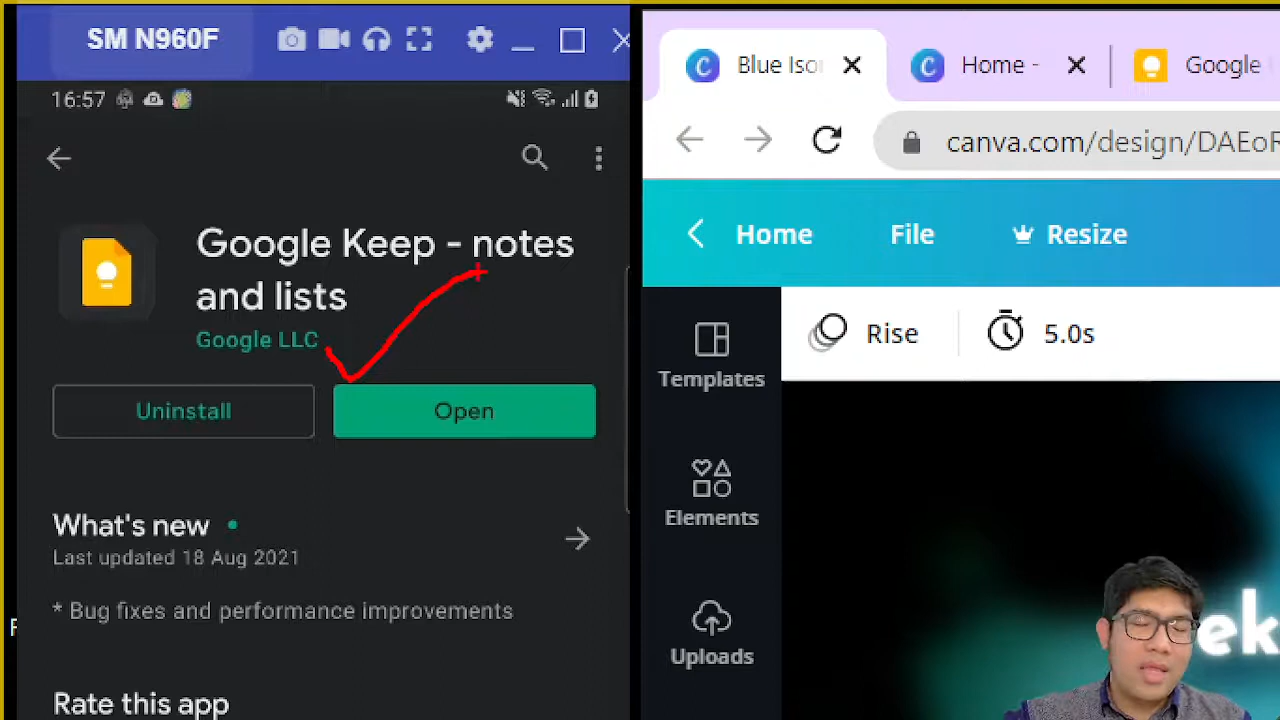 SM N960F
16:57
Google Keep - notes
and lists
Google LLC
Uninstall
Open
What's new
Last updated 18 Aug 2021
* Bug fixes and performance improvements
Rate this app
Blue Iso
Home -
Google
canva.com/design/DAEoR
Home
File
Resize
Rise
5.0s
Templates
Elements
Uploads
ek